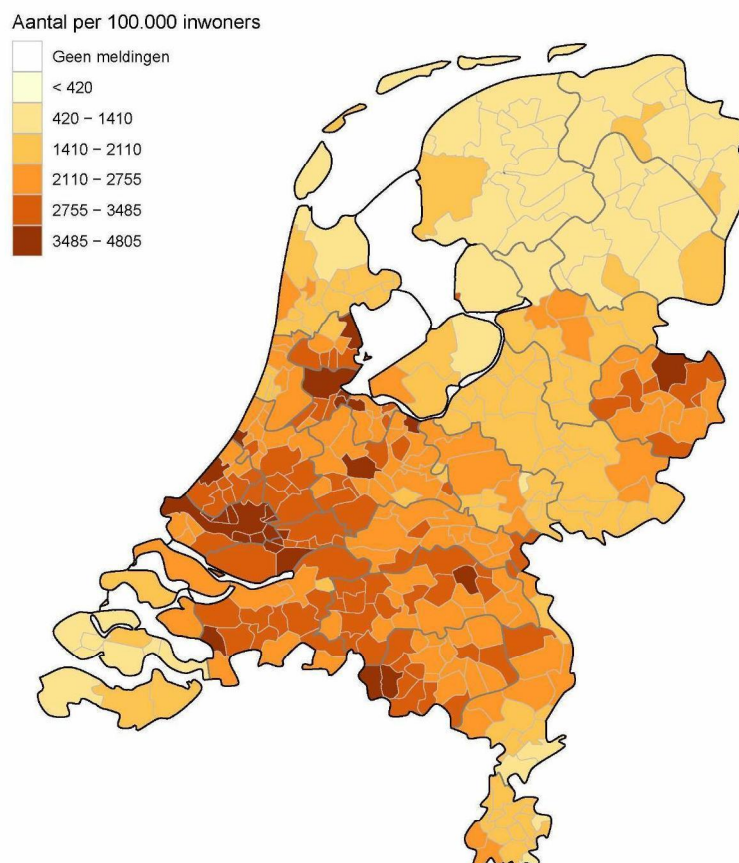 Aantal per 100.000 inwoners
Geen meldingen
< 420
420 – 1410
1410 – 2110
2110 – 2755
2755 – 3485
3485 – 4805